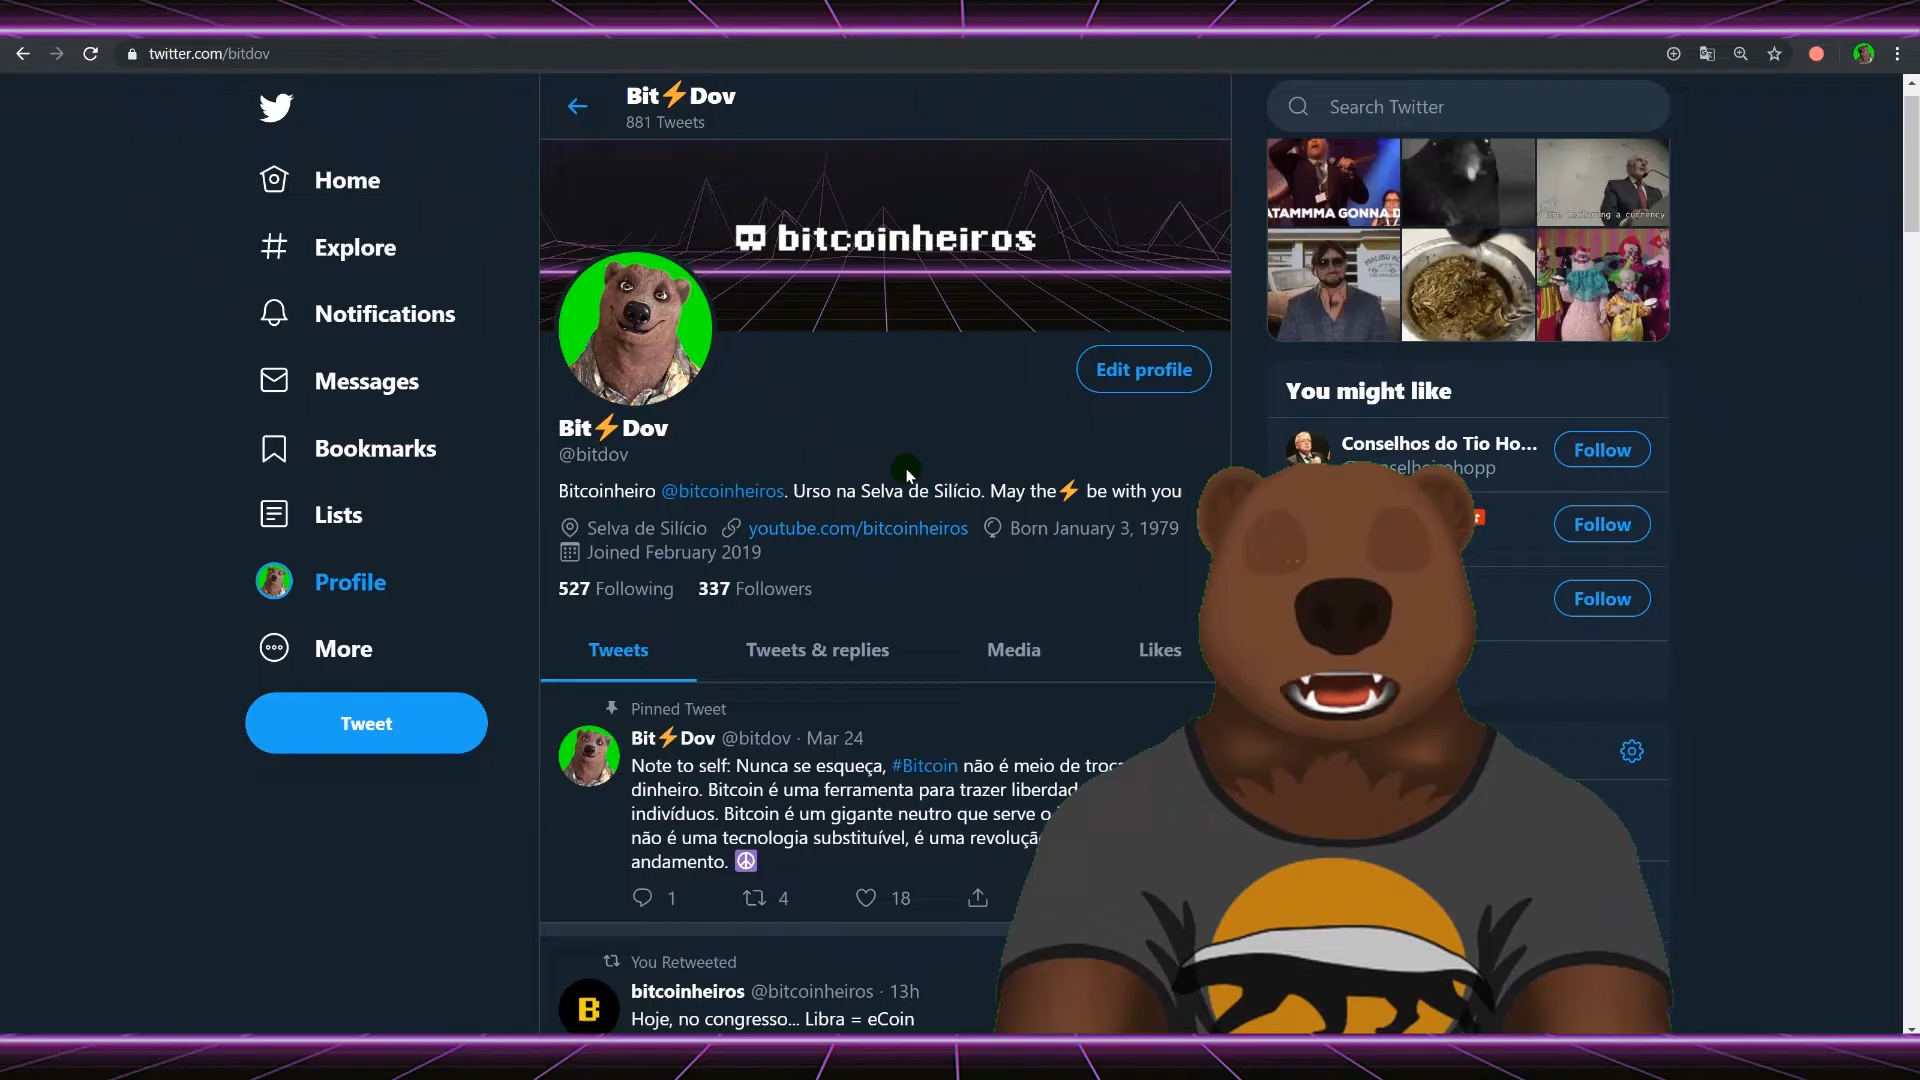 twitter.com/bitdov
Home
Explore
Notifications
Messages
Bookmarks
Lists
Profile
More
Tweet
Bit⚡Dov
881 Tweets
bitcoinheiros
Edit profile
Bit⚡Dov
@bitdov
Bitcoinheiro @bitcoinheiros. Urso na Selva de Silício. May the⚡ be with you
Selva de Silício youtube.com/bitcoinheiros Born January 3, 1979
Joined February 2019
527 Following 337 Followers
Tweets Tweets & replies Media Likes
Pinned Tweet
Bit⚡Dov @bitdov · Mar 24
Note to self: Nunca se esqueça, #Bitcoin não é meio de troc
dinheiro. Bitcoin é uma ferramenta para trazer liberdad
indivíduos. Bitcoin é um gigante neutro que serve o
não é uma tecnologia substituível, é uma revolução
andamento. ☮
1 4 18
You Retweeted
bitcoinheiros @bitcoinheiros · 13h
B
Hoje, no congresso... Libra = eCoin
Search Twitter
ATAMMMA GONNA D
you're declaring a currency
You might like
Conselhos do Tio Ho...
Follow
Follow
Follow